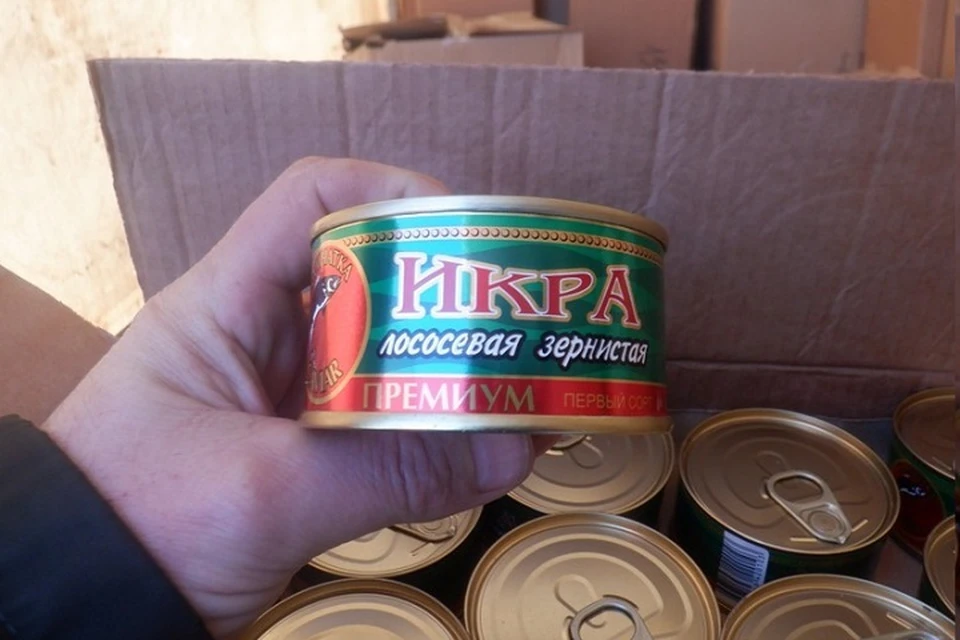 ИКРА
лососевая зернистая
ПРЕМИУМ ПЕРВЫЙ СОРТ